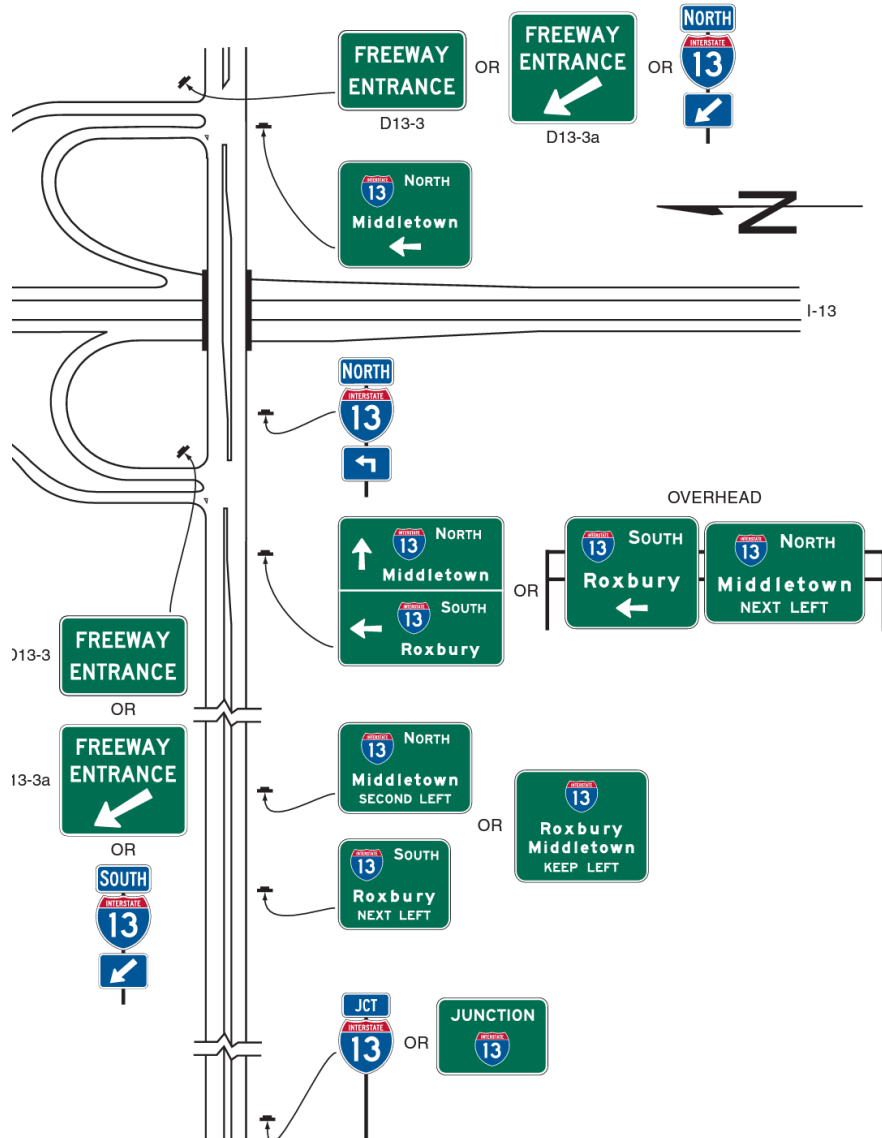 FREEWAY
ENTRANCE
D13-3
OR
FREEWAY
ENTRANCE
D13-3a
OR
NORTH
INTERSTATE
13
INTERSTATE
13 NORTH
Middletown
N
I-13
NORTH
INTERSTATE
13
OVERHEAD
INTERSTATE
13 NORTH
Middletown
INTERSTATE
13 SOUTH
Roxbury
OR
INTERSTATE
13 SOUTH
Roxbury
INTERSTATE
13 NORTH
Middletown
NEXT LEFT
D13-3
FREEWAY
ENTRANCE
OR
13-3a
FREEWAY
ENTRANCE
OR
SOUTH
INTERSTATE
13
INTERSTATE
13 NORTH
Middletown
SECOND LEFT
INTERSTATE
13 SOUTH
Roxbury
NEXT LEFT
OR
INTERSTATE
13
Roxbury
Middletown
KEEP LEFT
JCT
INTERSTATE
13
OR
JUNCTION
INTERSTATE
13